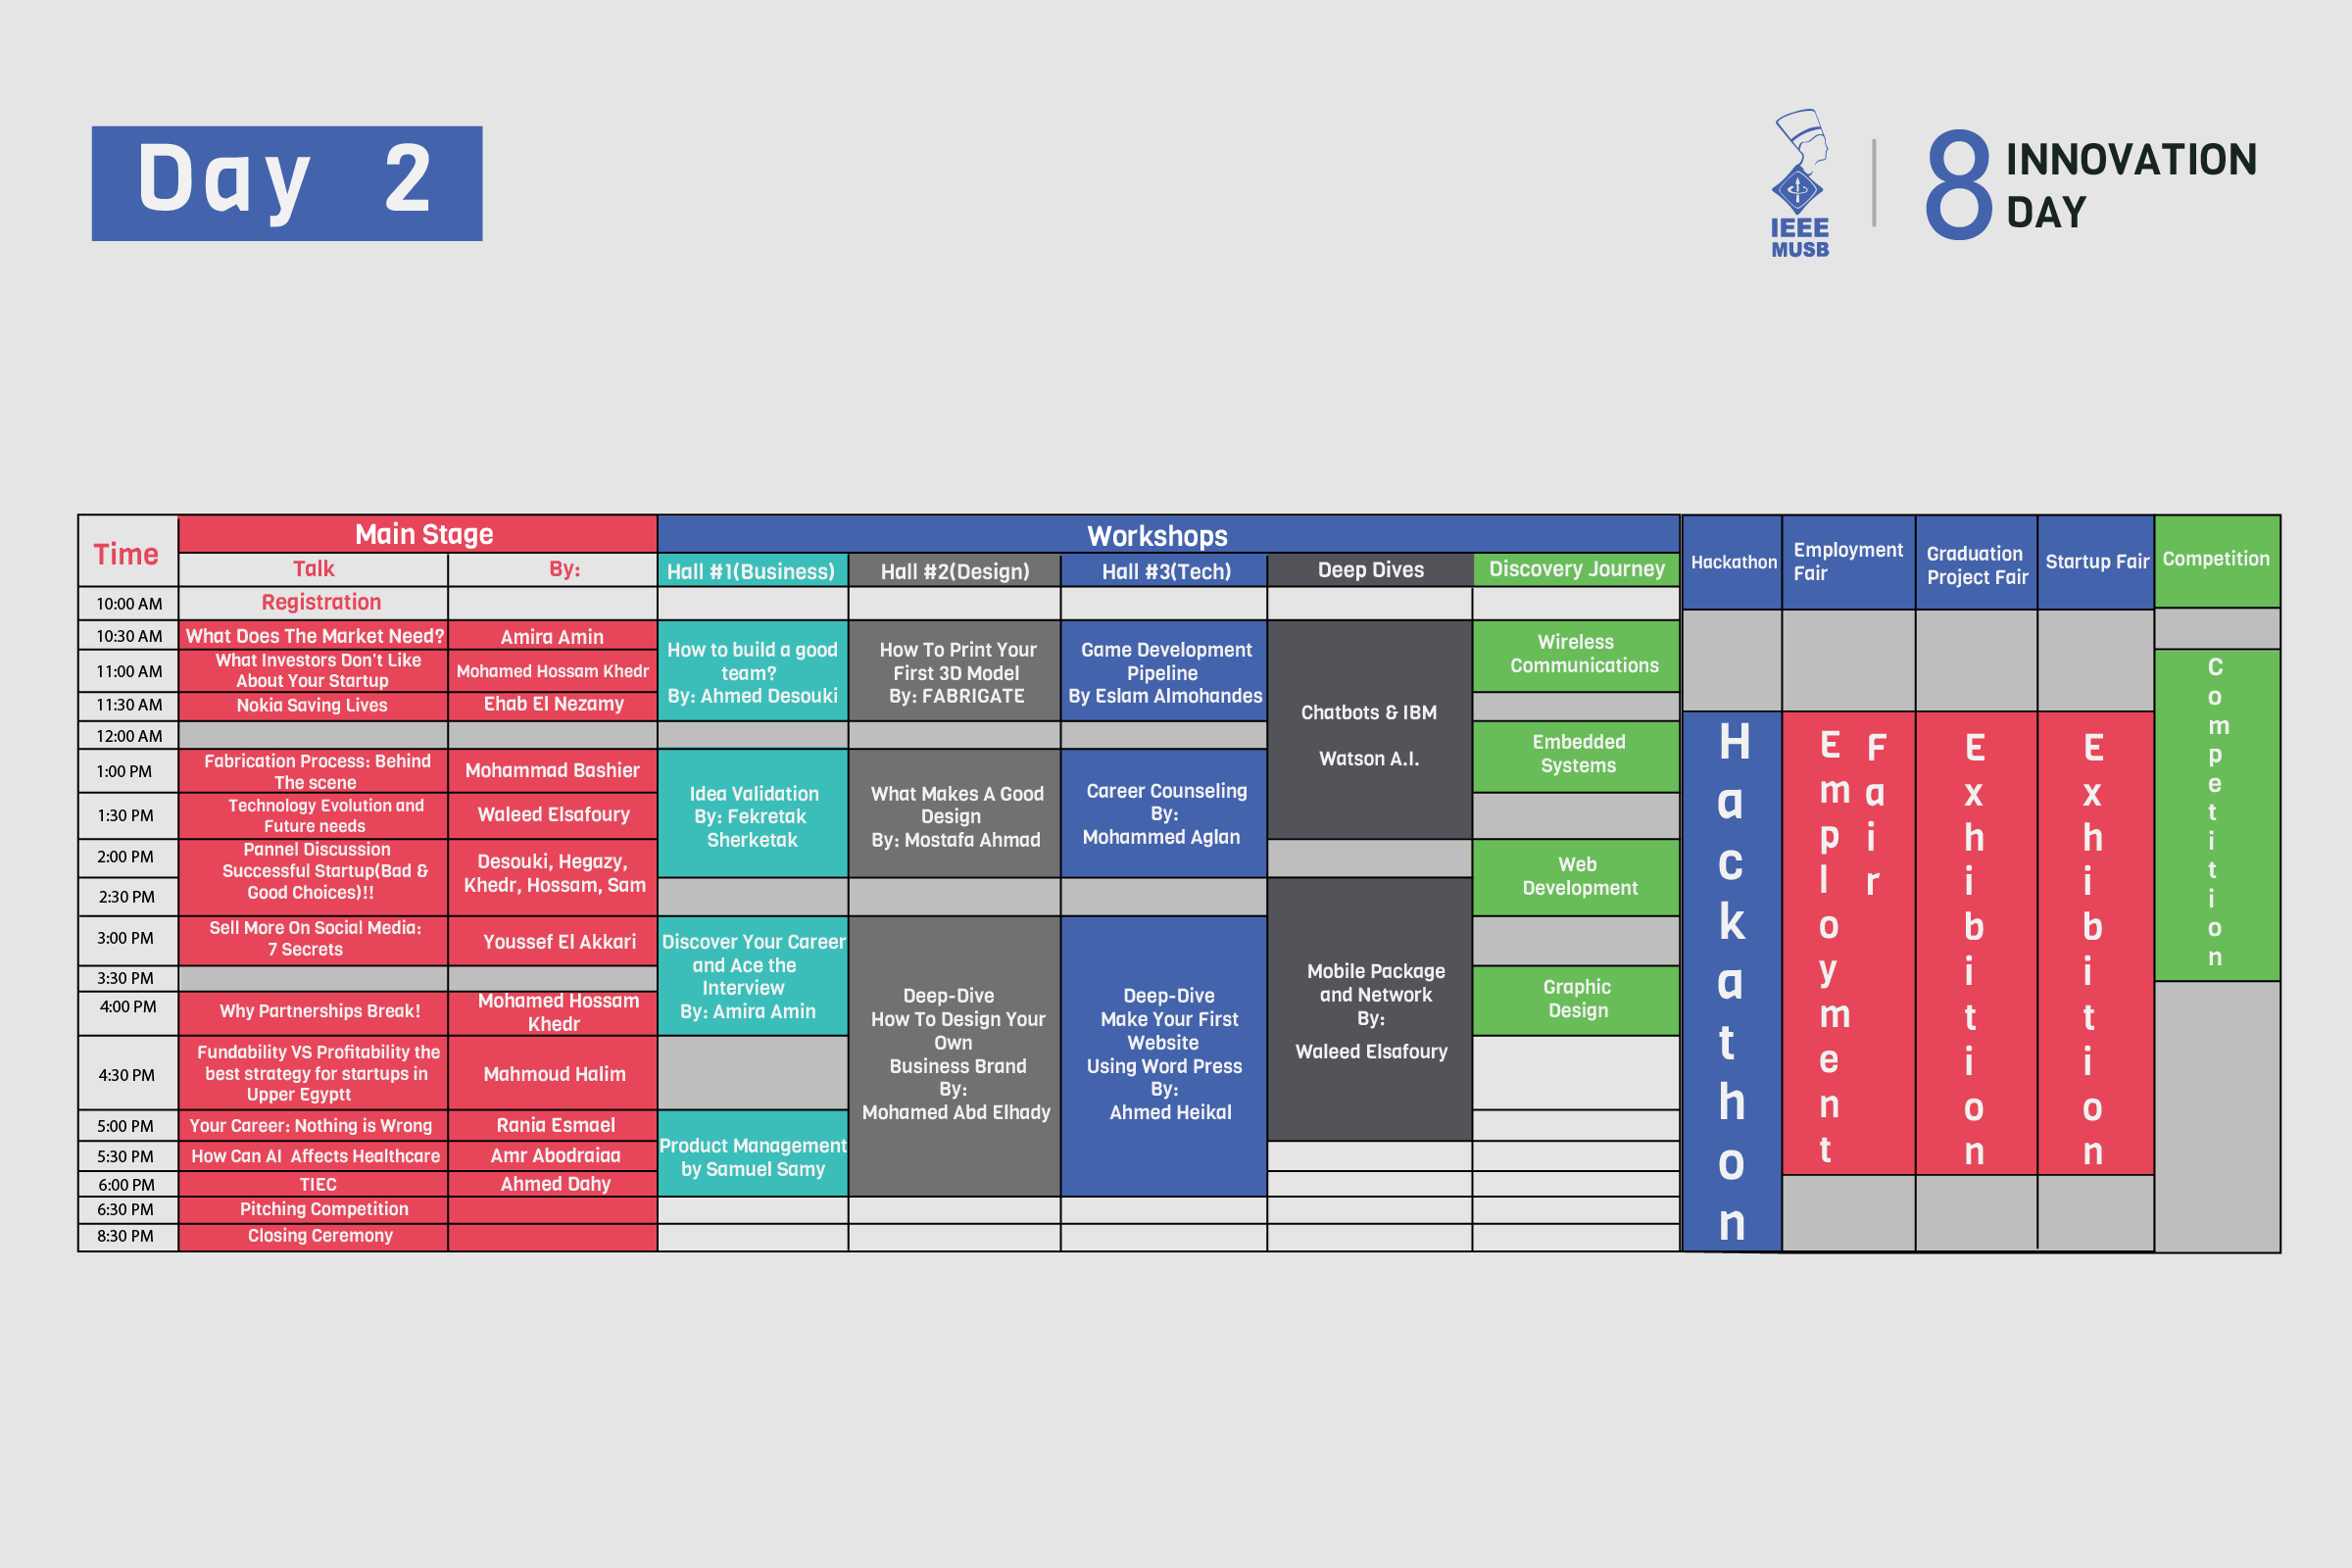 Day 2
IEEE
MUSB
8 INNOVATION
DAY
Time
Main Stage
Workshops
Hackathon
Employment
Fair
Graduation
Project Fair
Startup Fair
Competition
Talk
By:
Hall #1(Business)
Hall #2(Design)
Hall #3(Tech)
Deep Dives
Discovery Journey
10:00 AM
Registration
10:30 AM
What Does The Market Need?
Amira Amin
11:00 AM
What Investors Don't Like
About Your Startup
Mohamed Hossam Khedr
11:30 AM
Nokia Saving Lives
Ehab El Nezamy
12:00 AM
1:00 PM
Fabrication Process: Behind
The scene
Mohammad Bashier
1:30 PM
Technology Evolution and
Future needs
Waleed Elsafoury
2:00 PM
2:30 PM
Pannel Discussion
Successful Startup(Bad &
Good Choices)!!
Desouki, Hegazy,
Khedr, Hossam, Sam
3:00 PM
Sell More On Social Media:
7 Secrets
Youssef El Akkari
3:30 PM
4:00 PM
Why Partnerships Break!
Mohamed Hossam
Khedr
4:30 PM
Fundability VS Profitability the
best strategy for startups in
Upper Egyptt
Mahmoud Halim
5:00 PM
Your Career: Nothing is Wrong
Rania Esmael
5:30 PM
How Can AI Affects Healthcare
Amr Abodraiaa
6:00 PM
TIEC
Ahmed Dahy
6:30 PM
Pitching Competition
8:30 PM
Closing Ceremony
How to build a good
team?
By: Ahmed Desouki
Idea Validation
By: Fekretak
Sherketak
Discover Your Career
and Ace the
Interview
By: Amira Amin
Product Management
by Samuel Samy
How To Print Your
First 3D Model
By: FABRIGATE
What Makes A Good
Design
By: Mostafa Ahmad
Deep-Dive
How To Design Your
Own
Business Brand
By:
Mohamed Abd Elhady
Game Development
Pipeline
By Eslam Almohandes
Career Counseling
By:
Mohammed Aglan
Deep-Dive
Make Your First
Website
Using Word Press
By:
Ahmed Heikal
Chatbots & IBM
Watson A.I.
Mobile Package
and Network
By:
Waleed Elsafoury
Wireless
Communications
Embedded
Systems
Web
Development
Graphic
Design
Hackathon
Employment
Fair
Exhibition
Exhibition
Competition